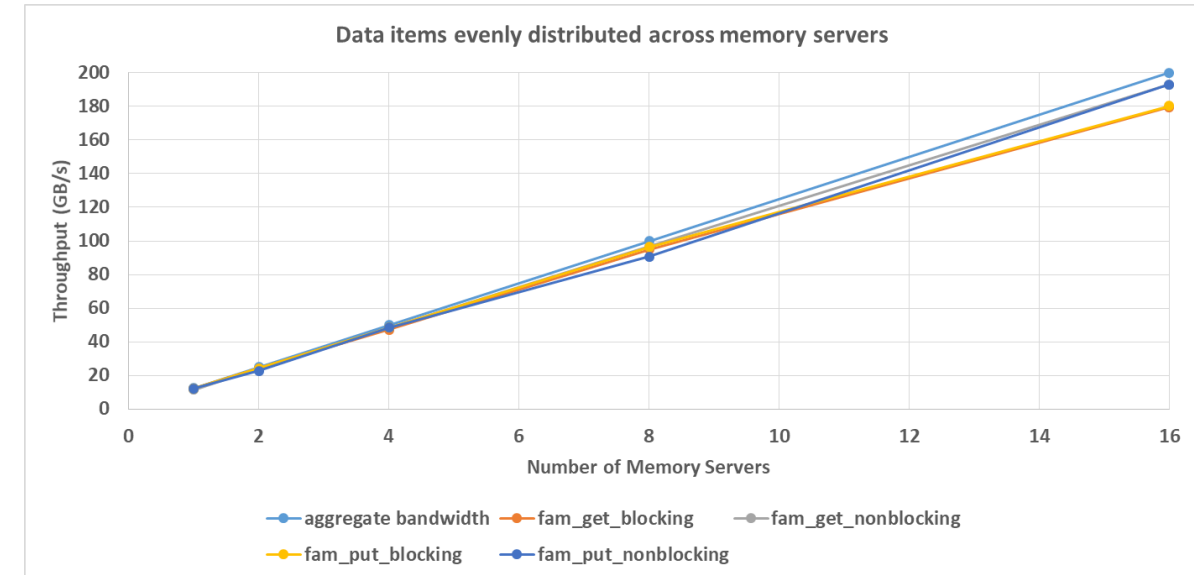 Data items evenly distributed across memory servers
Throughput (GB/s)
200
180
160
140
120
100
80
60
40
20
0
0 2 4 6 8 10 12 14 16
Number of Memory Servers
aggregate bandwidth fam_get_blocking fam_get_nonblocking
fam_put_blocking fam_put_nonblocking